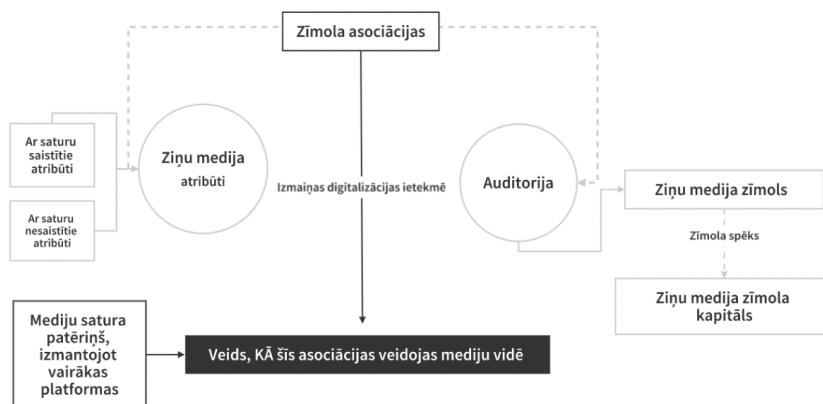 Zīmola asociācijas
Ar saturu
saistītie
atribūti
Ar saturu
nesaistītie
atribūti
Ziņu medija
atribūti
Izmaiņas digitalizācijas ietekmē
Auditorija
Ziņu medija zīmols
Zīmola spēks
Ziņu medija zīmola
kapitāls
Mediju satura
patēriņš,
izmantojot
vairākas
platformas
Veids, KĀ šīs asociācijas veidojas mediju vidē